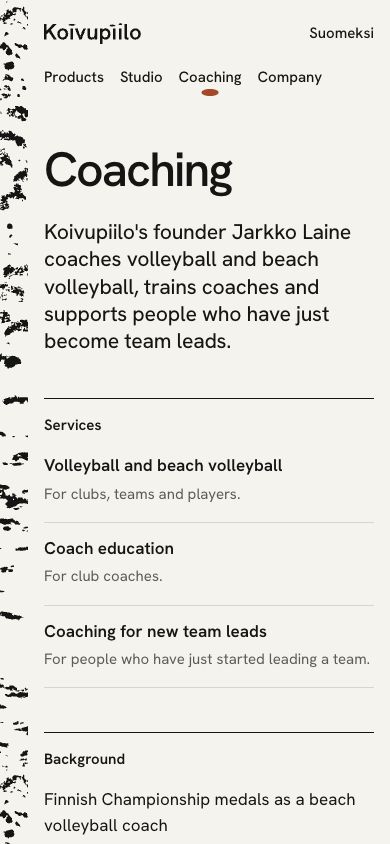 Koivupiilo
Suomeksi
Products Studio Coaching Company
Coaching
Koivupiilo's founder Jarkko Laine
coaches volleyball and beach
volleyball, trains coaches and
supports people who have just
become team leads.
Services
Volleyball and beach volleyball
For clubs, teams and players.
Coach education
For club coaches.
Coaching for new team leads
For people who have just started leading a team.
Background
Finnish Championship medals as a beach
volleyball coach